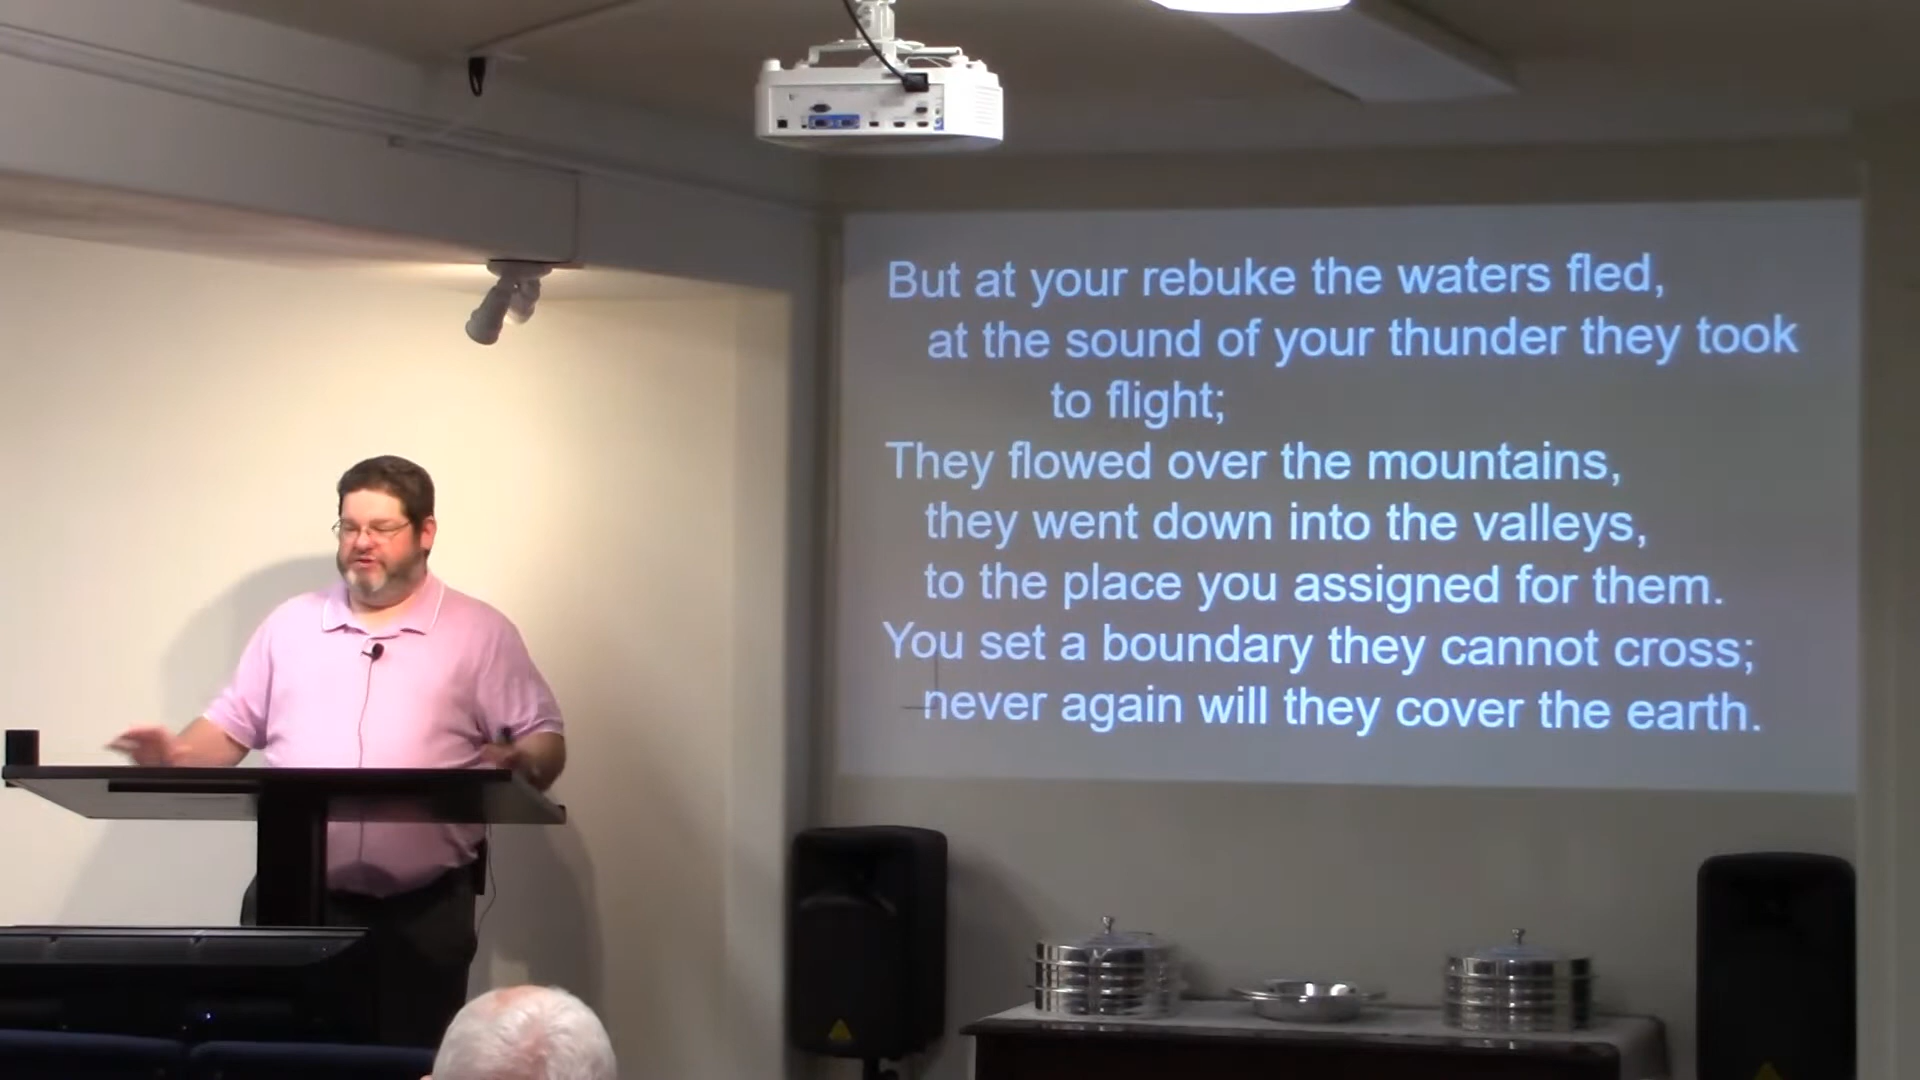 But at your rebuke the waters fled,
at the sound of your thunder they took
to flight;
They flowed over the mountains,
they went down into the valleys,
to the place you assigned for them.
You set a boundary they cannot cross;
never again will they cover the earth.